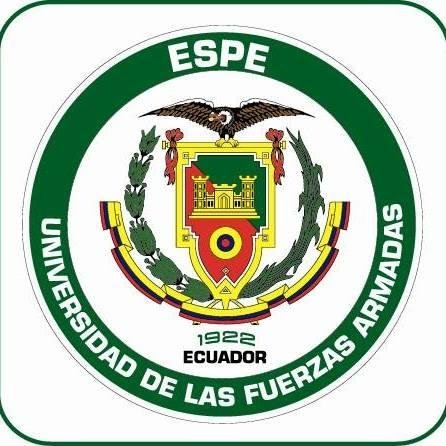 ESPE
1922
ECUADOR
UNIVERSIDAD DE LAS FUERZAS ARMADAS